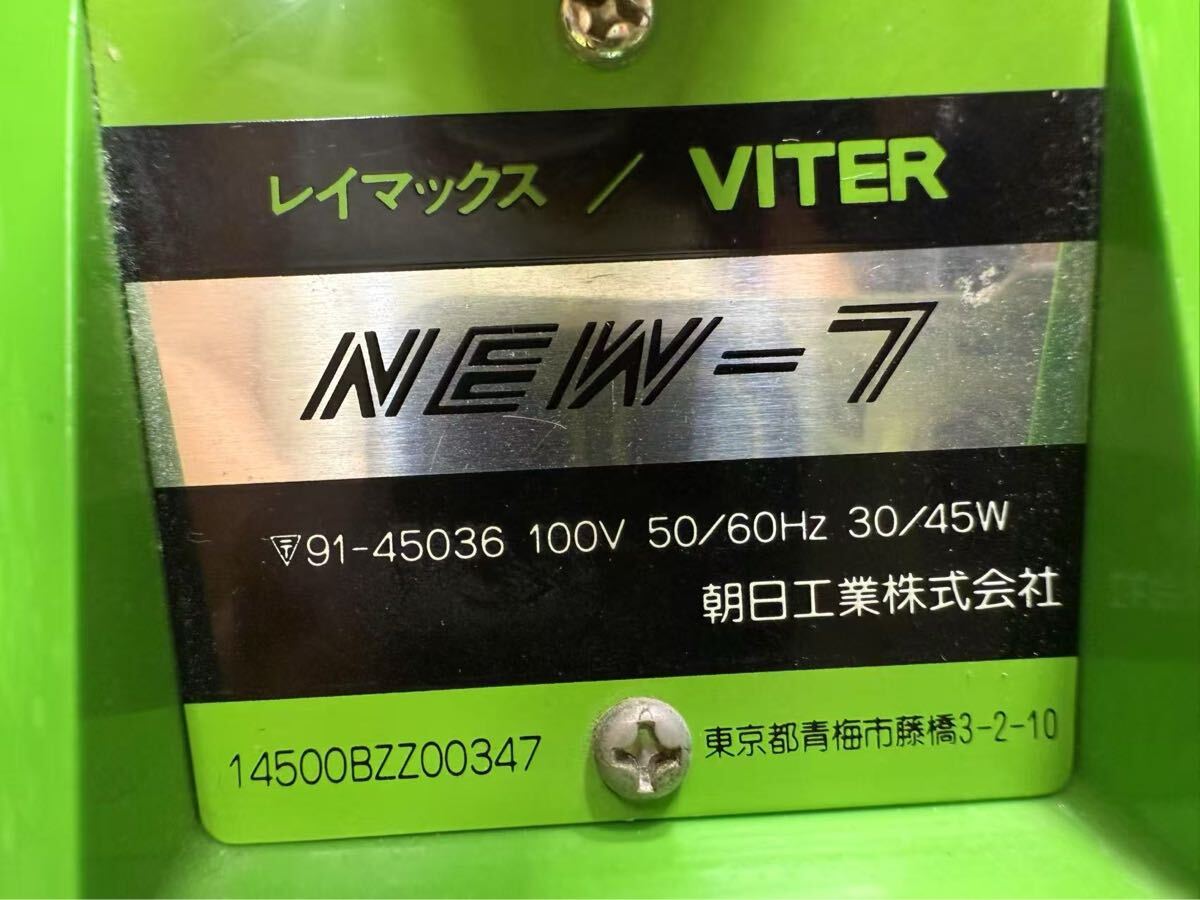 レイマックス / VITER
NEW-7
91-45036 100V 50/60Hz 30/45W
朝日工業株式会社
14500BZZ00347
東京都青梅市藤橋3-2-10